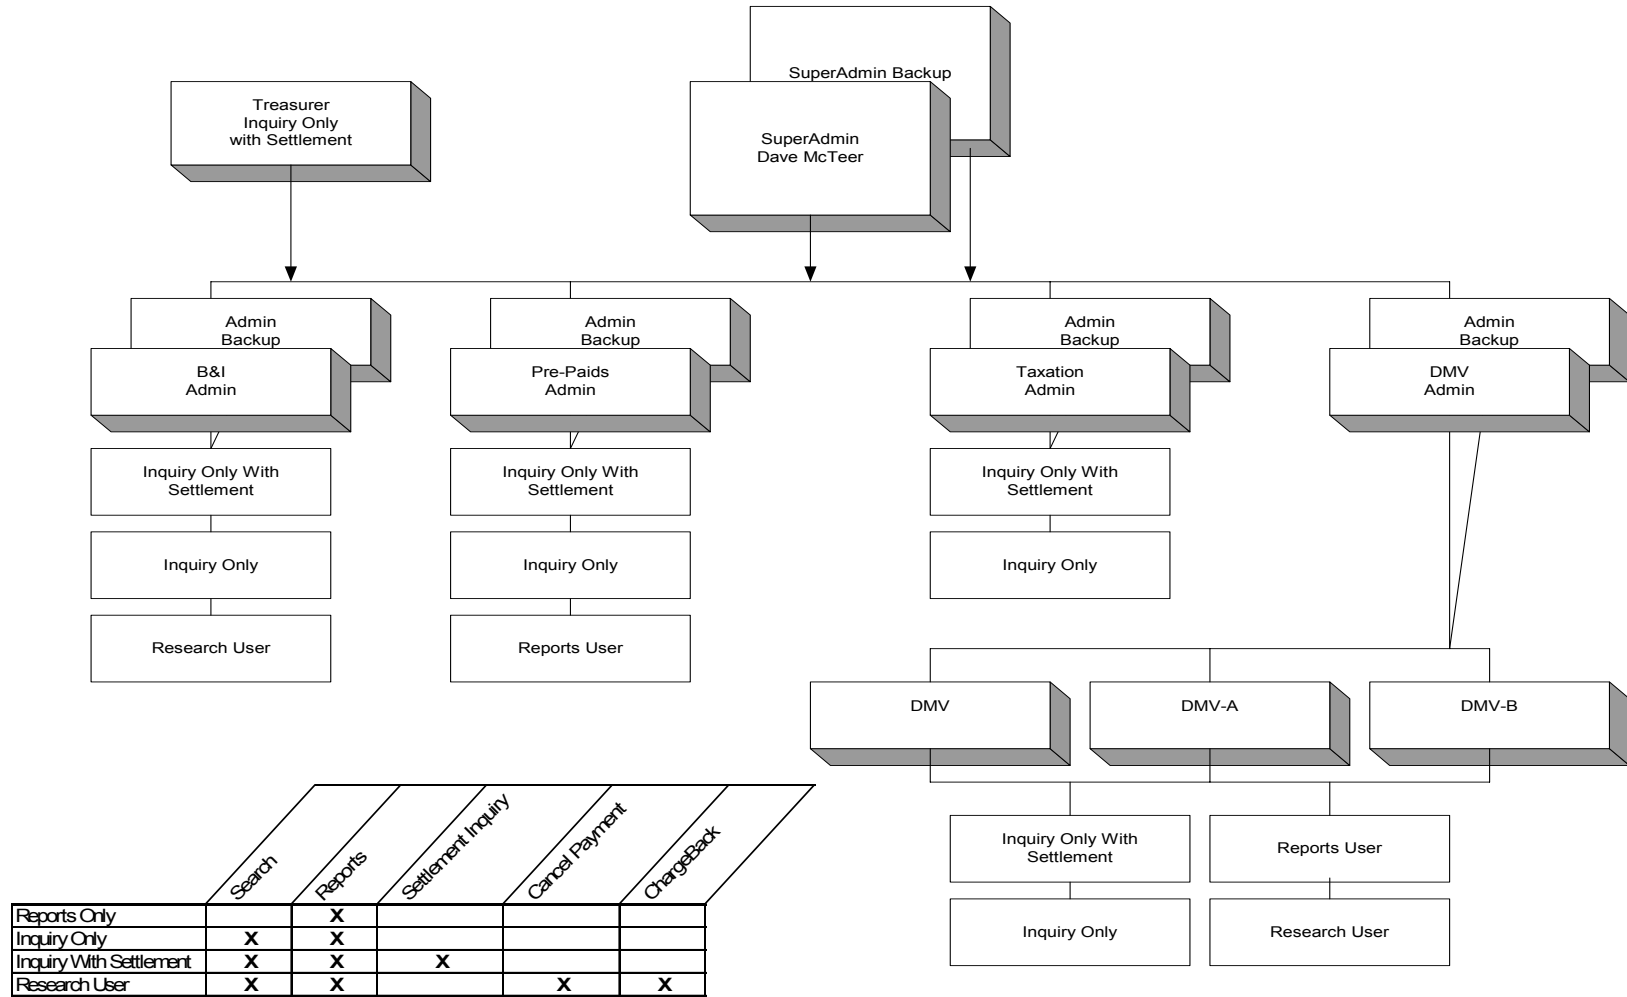 SuperAdmin Backup
Treasurer
Inquiry Only
with Settlement
SuperAdmin
Dave McTeer
Admin
Backup
B&I
Admin
Admin
Backup
Pre-Paids
Admin
Admin
Backup
Taxation
Admin
Admin
Backup
DMV
Admin
Inquiry Only With
Settlement
Inquiry Only With
Settlement
Inquiry Only With
Settlement
Inquiry Only
Inquiry Only
Inquiry Only
Research User
Reports User
DMV
DMV-A
DMV-B
Inquiry Only With
Settlement
Reports User
Inquiry Only
Research User
Search
Reports
Settlement Inquiry
Cancel Payment
ChargeBack
Reports Only X
Inquiry Only X X
Inquiry With Settlement X X X
Research User X X X X